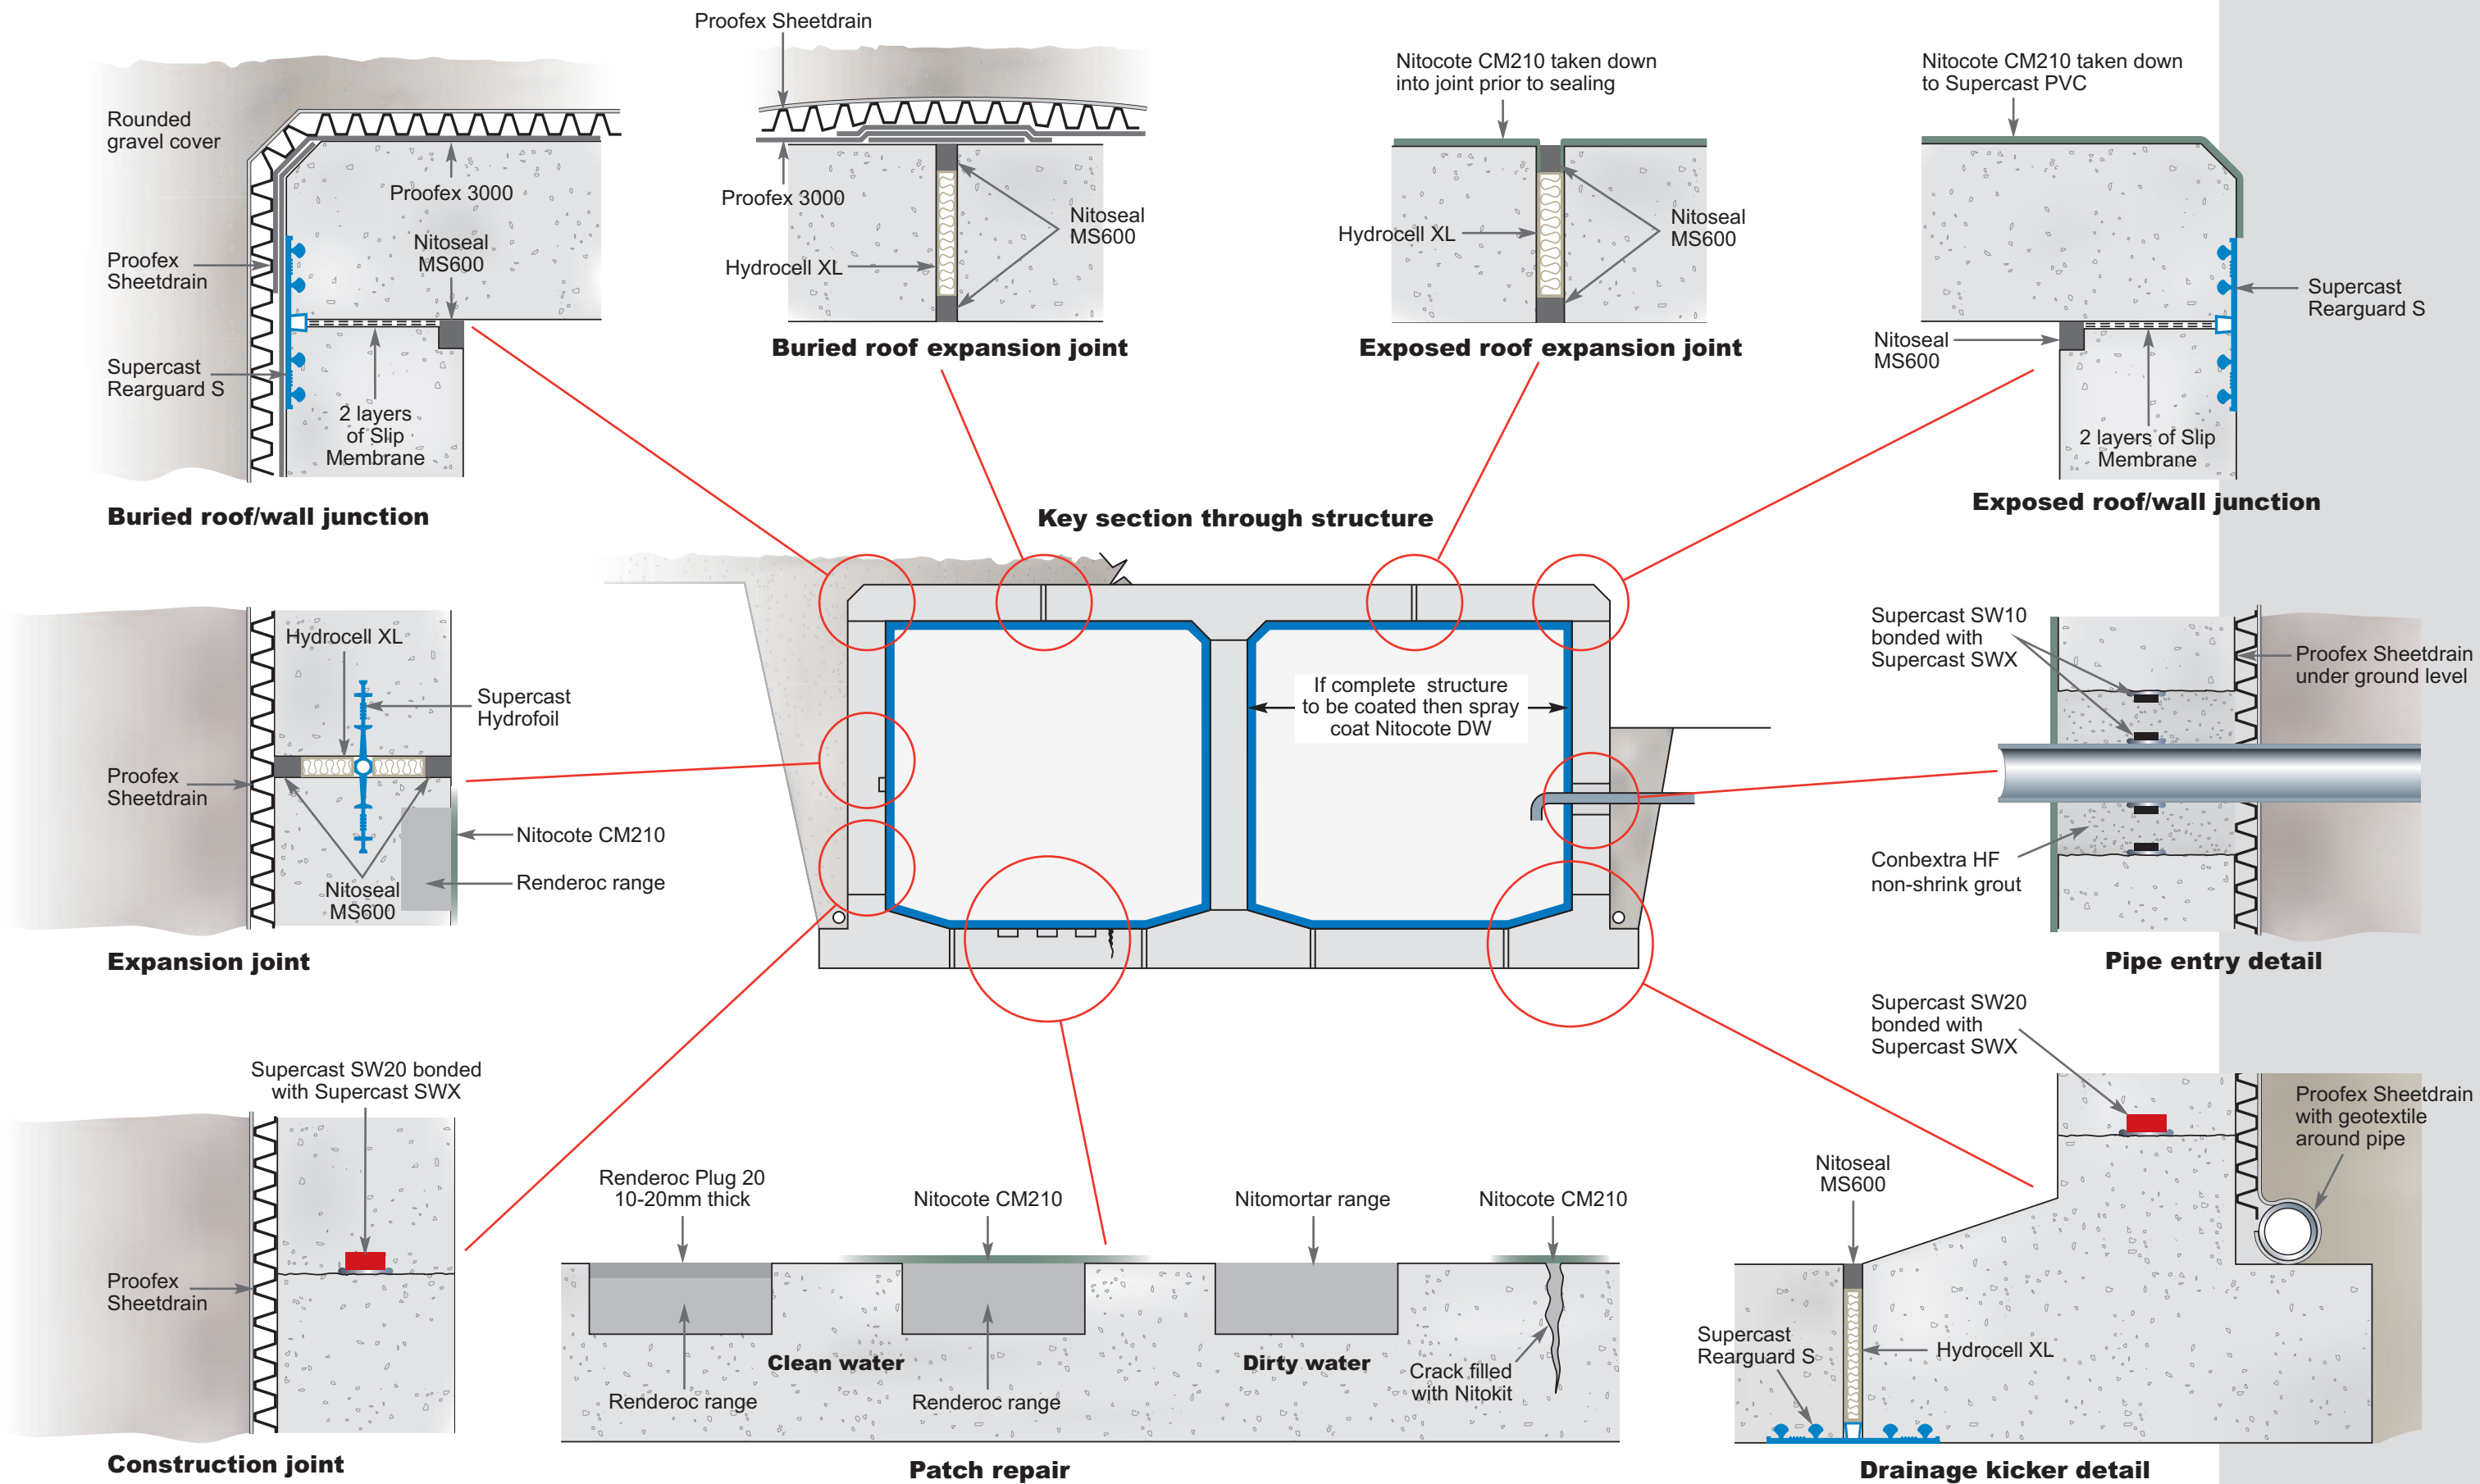 Proofex Sheetdrain
Rounded
gravel cover
Proofex 3000
Nitoseal
MS600
Proofex
Sheetdrain
Supercast
Rearguard S
2 layers
of Slip
Membrane
Buried roof/wall junction
Proofex 3000
Hydrocell XL
Nitoseal
MS600
Buried roof expansion joint
Nitocote CM210 taken down
into joint prior to sealing
Hydrocell XL
Nitoseal
MS600
Exposed roof expansion joint
Nitocote CM210 taken down
to Supercast PVC
Supercast
Rearguard S
Nitoseal
MS600
2 layers of Slip
Membrane
Exposed roof/wall junction
Key section through structure
If complete structure
to be coated then spray
coat Nitocote DW
Hydrocell XL
Supercast
Hydrofoil
Proofex
Sheetdrain
Nitocote CM210
Renderoc range
Nitoseal
MS600
Expansion joint
Supercast SW10
bonded with
Supercast SWX
Proofex Sheetdrain
under ground level
Conbextra HF
non-shrink grout
Pipe entry detail
Supercast SW20 bonded
with Supercast SWX
Proofex
Sheetdrain
Construction joint
Renderoc Plug 20
10-20mm thick
Nitocote CM210
Nitomortar range
Nitocote CM210
Clean water
Dirty water
Renderoc range
Renderoc range
Crack filled
with Nitokit
Patch repair
Supercast SW20
bonded with
Supercast SWX
Proofex Sheetdrain
with geotextile
around pipe
Nitoseal
MS600
Supercast
Rearguard S
Hydrocell XL
Drainage kicker detail